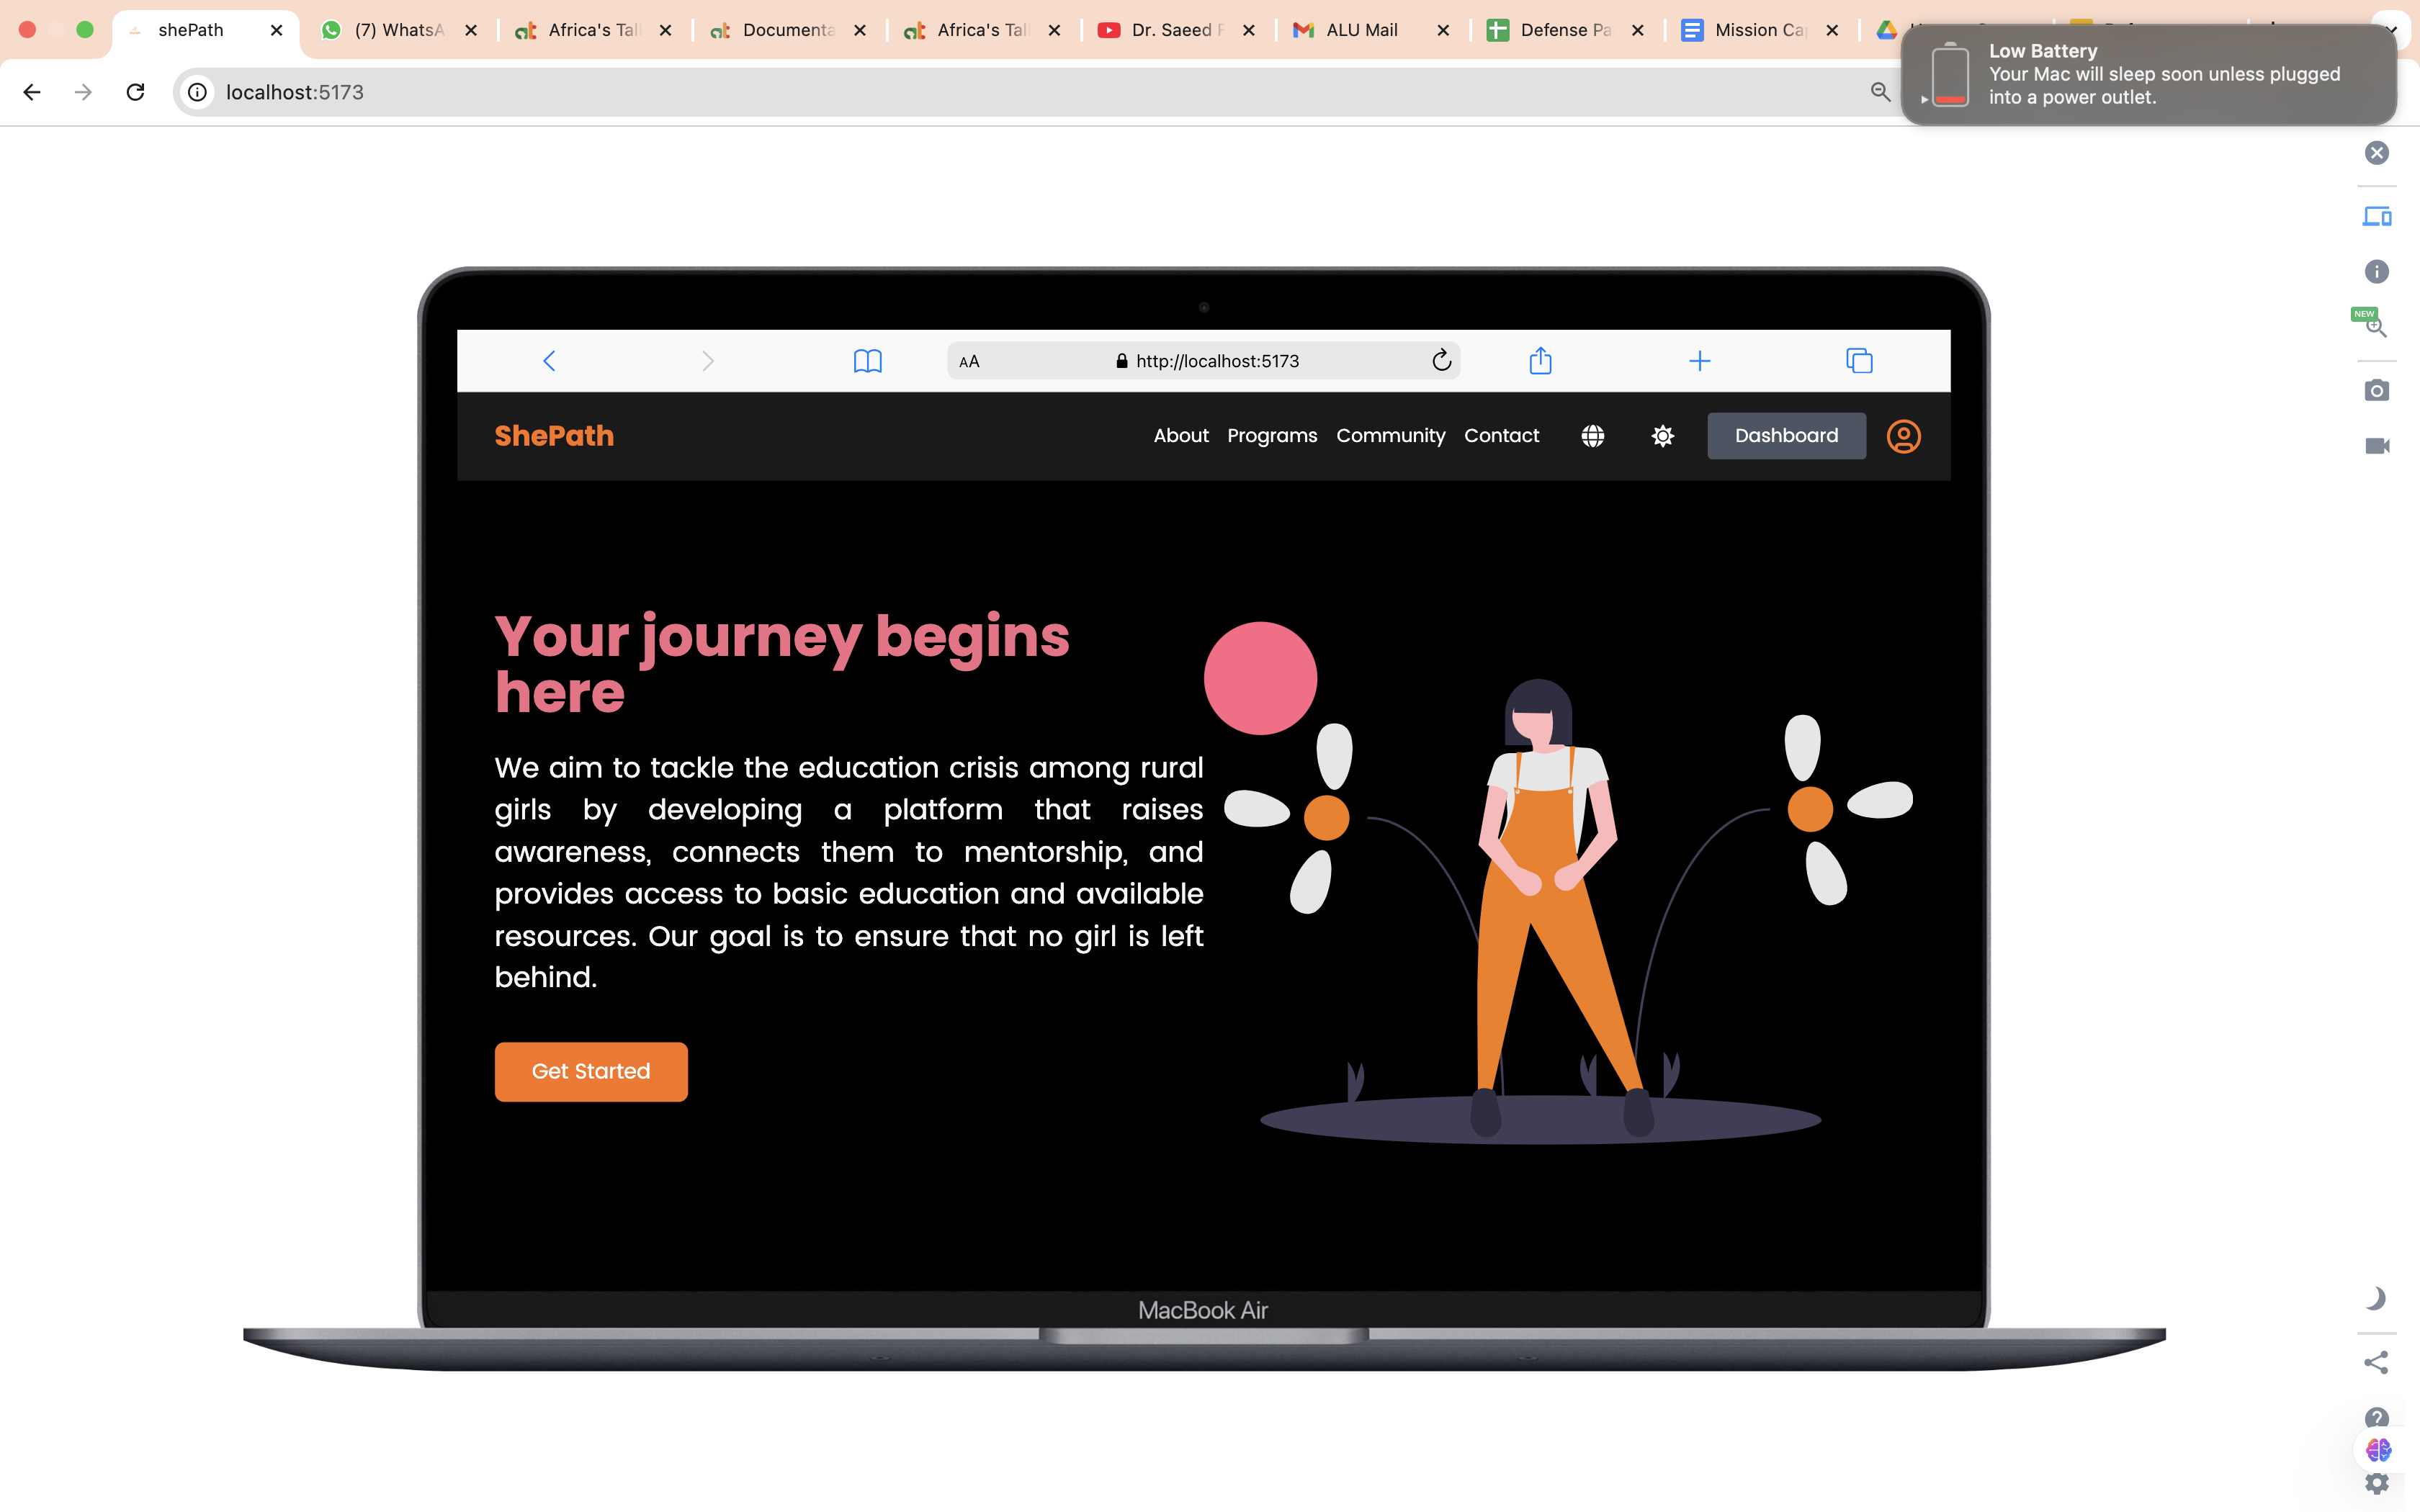 shePath
(7) WhatsA
Africa's Tal
Documenta
Africa's Tal
Dr. Saeed F
ALU Mail
Defense Pa
Mission Ca
Low Battery
Your Mac will sleep soon unless plugged
into a power outlet.
localhost:5173
NEW
AA
http://localhost:5173
ShePath
About Programs Community Contact
Dashboard
Your journey begins
here
We aim to tackle the education crisis among rural
girls by developing a platform that raises
awareness, connects them to mentorship, and
provides access to basic education and available
resources. Our goal is to ensure that no girl is left
behind.
Get Started
MacBook Air